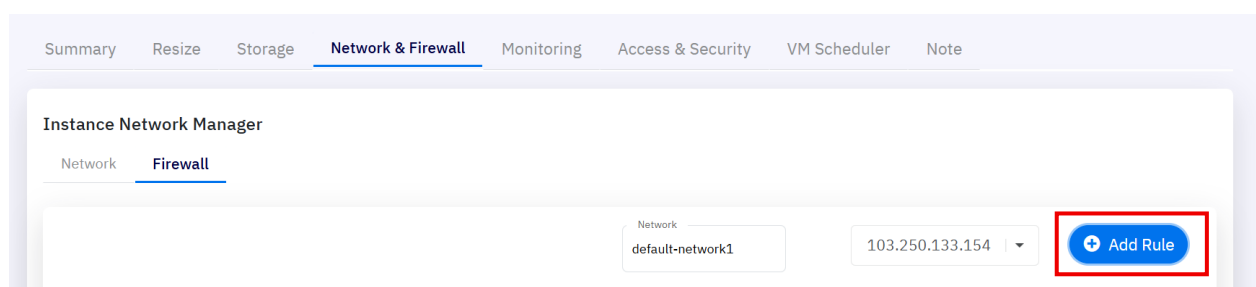 Summary Resize Storage Network & Firewall Monitoring Access & Security VM Scheduler Note
Instance Network Manager
Network Firewall
Network
default-network1 103.250.133.154 Add Rule